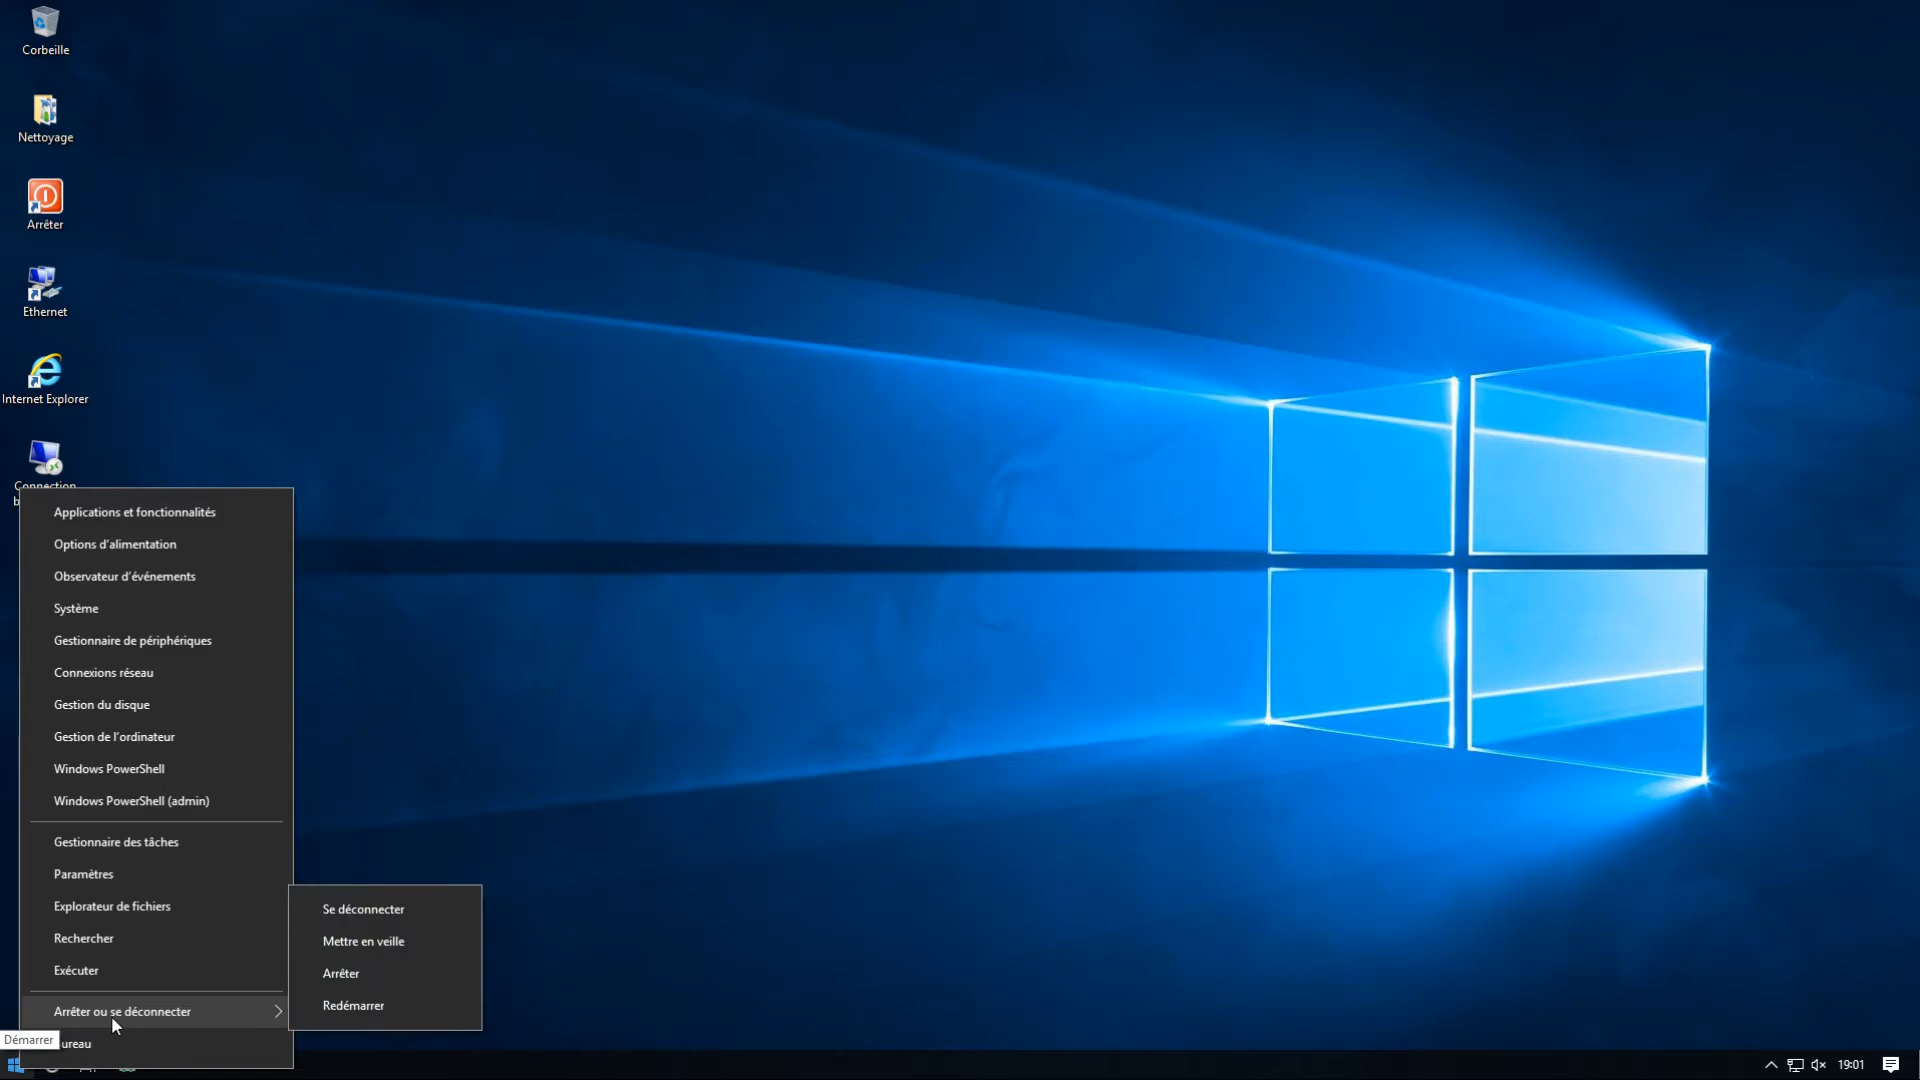 Corbeille
Nettoyage
Arrêter
Ethernet
Internet Explorer
Connection
Applications et fonctionnalités
Options d'alimentation
Observateur d'événements
Système
Gestionnaire de périphériques
Connexions réseau
Gestion du disque
Gestion de l'ordinateur
Windows PowerShell
Windows PowerShell (admin)
Gestionnaire des tâches
Paramètres
Explorateur de fichiers
Rechercher
Exécuter
Arrêter ou se déconnecter
Se déconnecter
Mettre en veille
Arrêter
Redémarrer
Démarrer
ureau
19:01